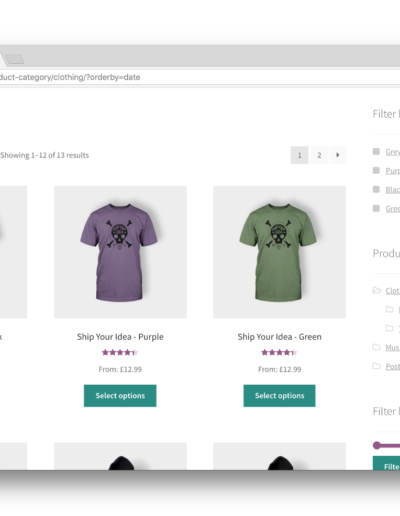 duct-category/clothing/?orderby=date
Filter
Showing 1–12 of 13 results
1 2
Grey
Purp
Blac
Gree
Produ
Clot
Mus
Post
Ship Your Idea - Purple
From: £12.99
Select options
Ship Your Idea - Green
From: £12.99
Select options
Filter
Filte